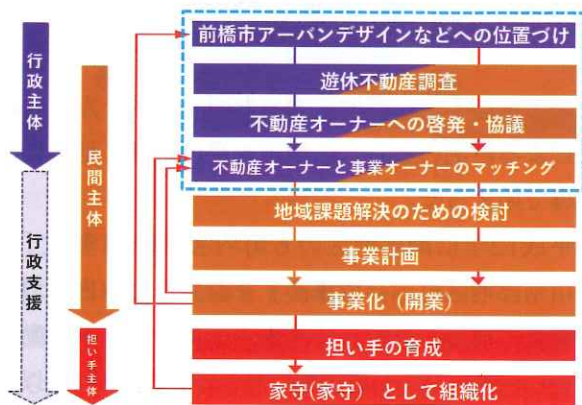 前橋市アーバンデザインなどへの位置づけ
遊休不動産調査
不動産オーナーへの啓発・協議
不動産オーナーと事業オーナーのマッチング
地域課題解決のための検討
事業計画
事業化（開業）
担い手の育成
家守(家守)　として組織化
行政主体
行政支援
民間主体
担い手主体